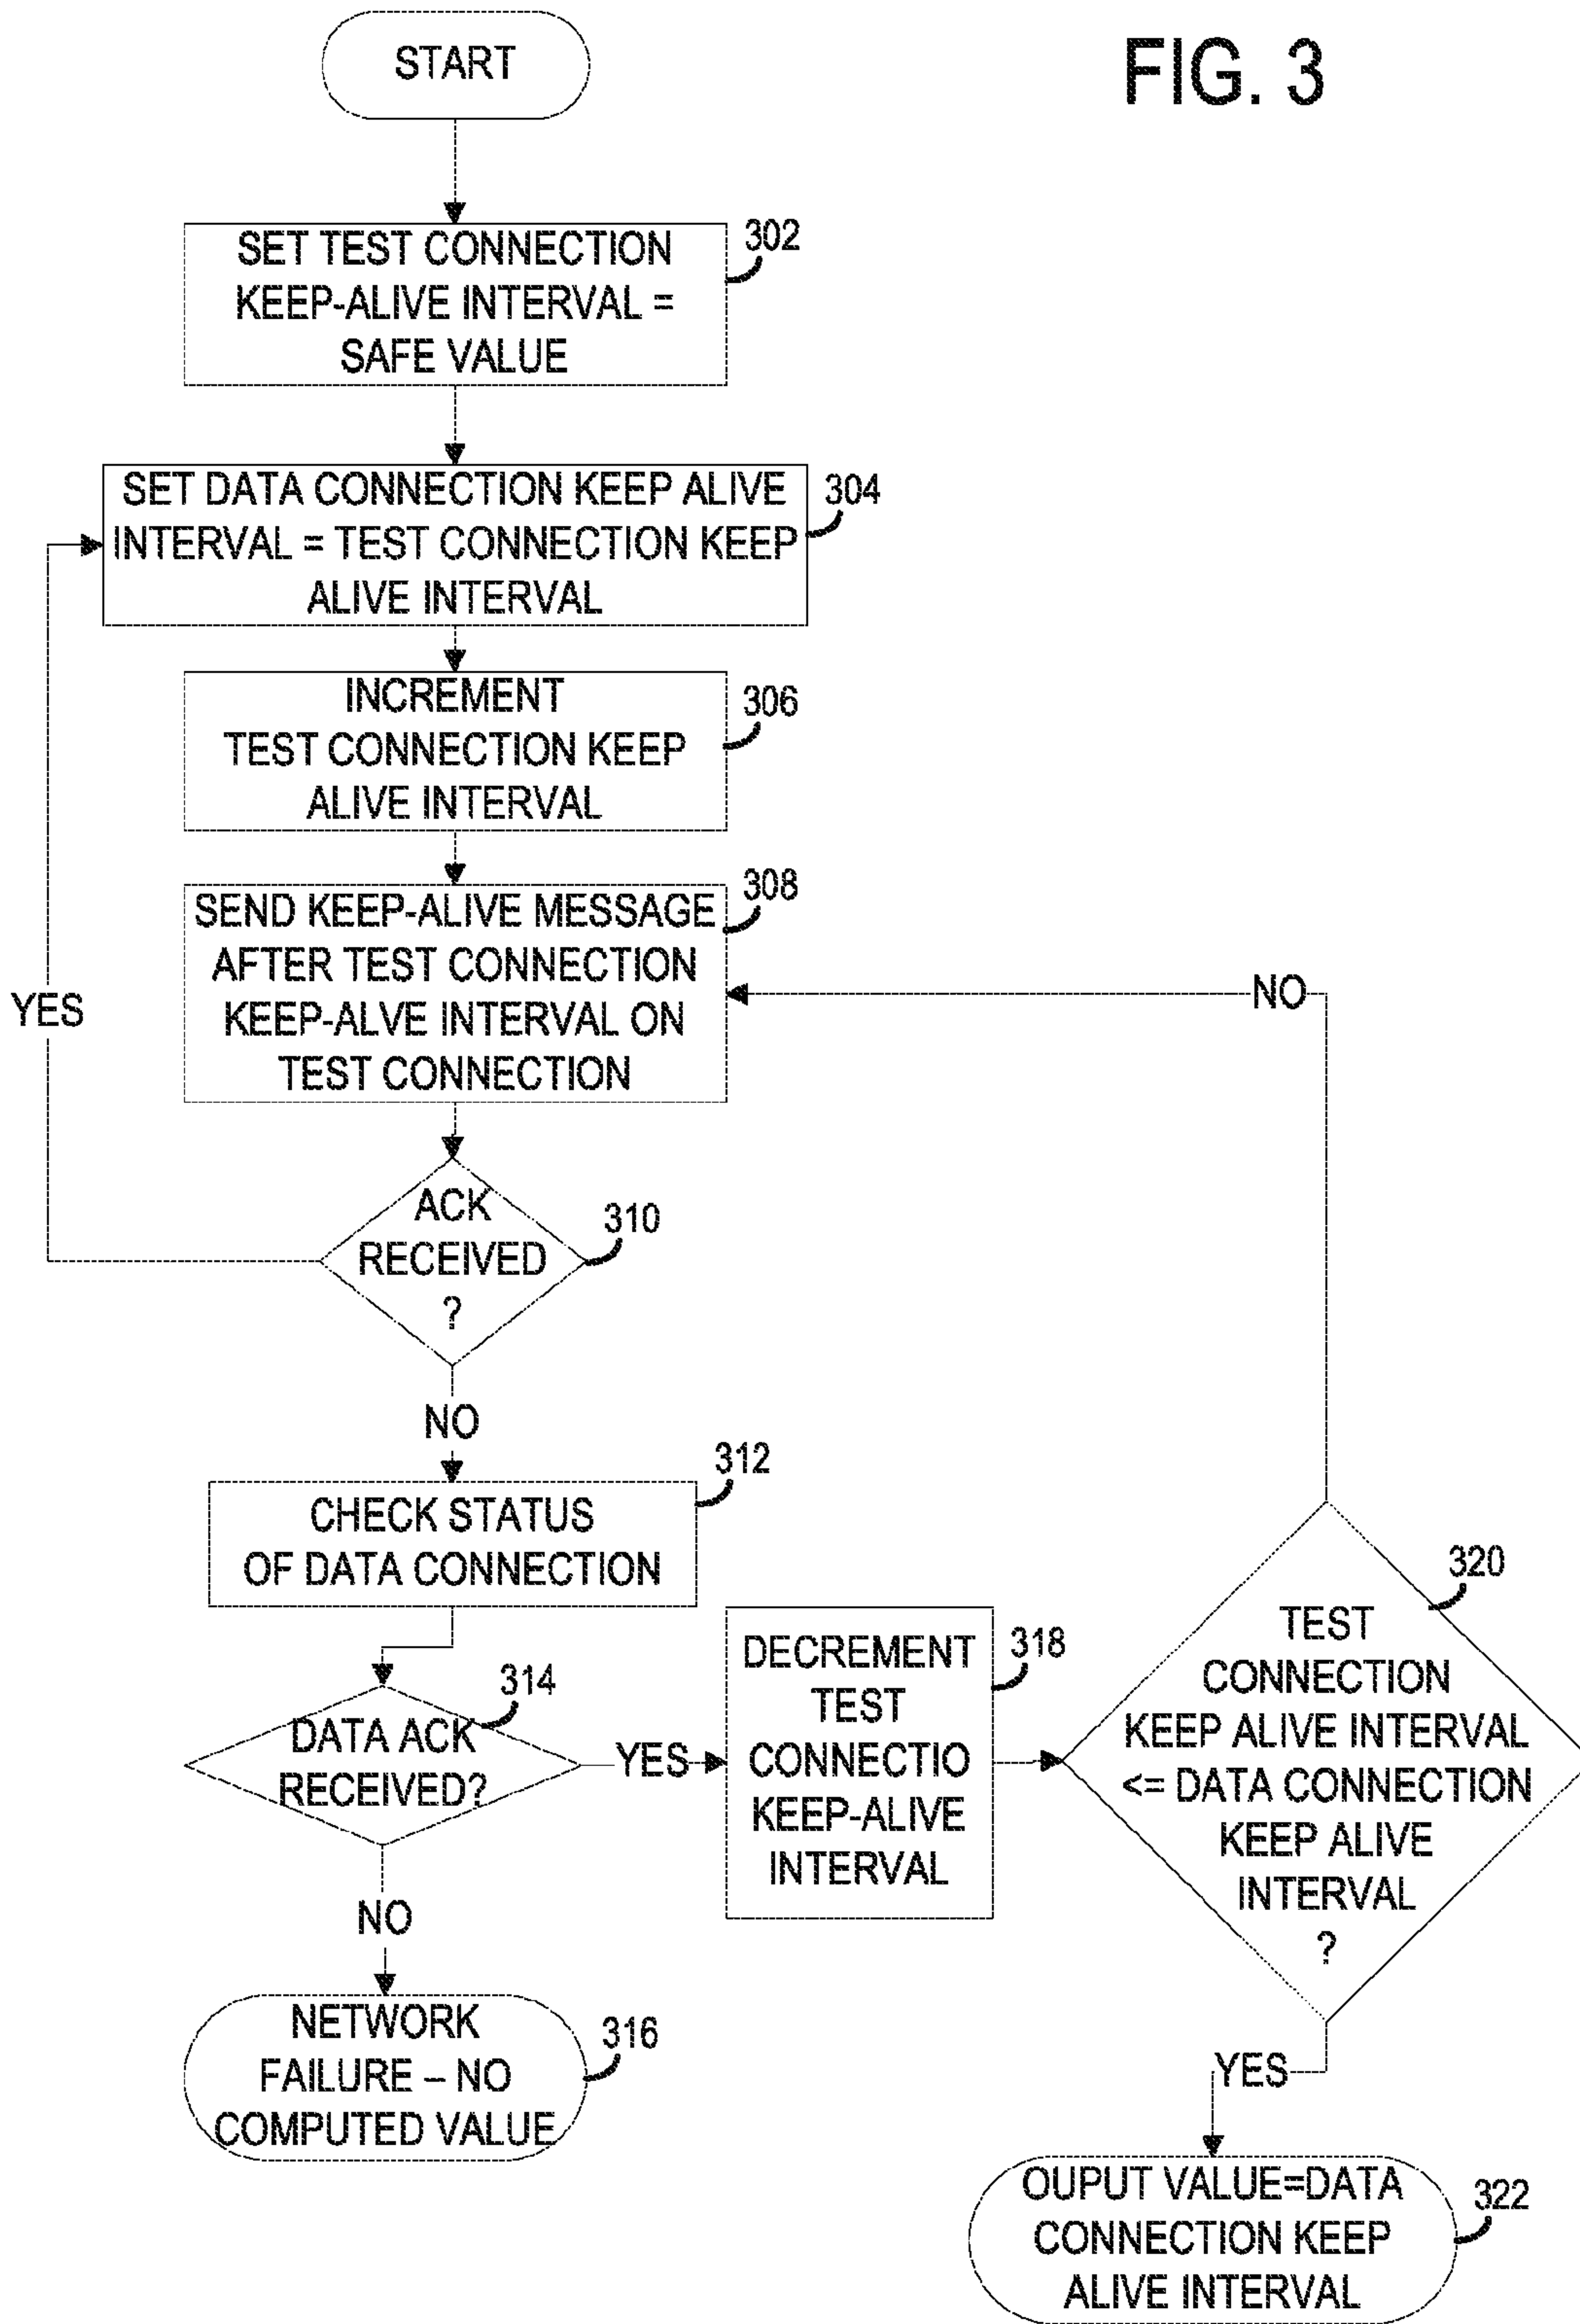 FIG. 3
START
302
SET TEST CONNECTION
KEEP-ALIVE INTERVAL =
SAFE VALUE
304
SET DATA CONNECTION KEEP ALIVE
INTERVAL = TEST CONNECTION KEEP
ALIVE INTERVAL
306
INCREMENT
TEST CONNECTION KEEP
ALIVE INTERVAL
308
SEND KEEP-ALIVE MESSAGE
AFTER TEST CONNECTION
KEEP-ALVE INTERVAL ON
TEST CONNECTION
NO
YES
310
ACK
RECEIVED
?
NO
312
CHECK STATUS
OF DATA CONNECTION
314
DATA ACK
RECEIVED?
YES
318
DECREMENT
TEST
CONNECTIO
KEEP-ALIVE
INTERVAL
320
TEST
CONNECTION
KEEP ALIVE INTERVAL
<= DATA CONNECTION
KEEP ALIVE
INTERVAL
?
NO
316
NETWORK
FAILURE – NO
COMPUTED VALUE
YES
322
OUPUT VALUE=DATA
CONNECTION KEEP
ALIVE INTERVAL